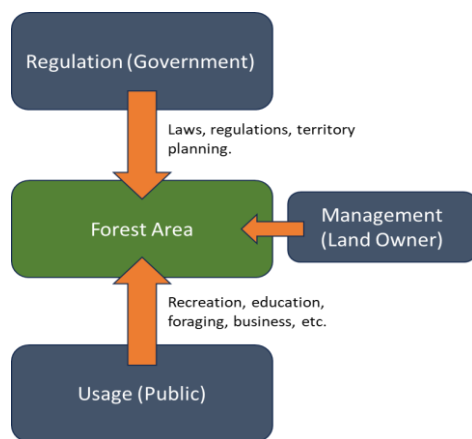 Regulation (Government)
Laws, regulations, territory
planning.
Forest Area
Management
(Land Owner)
Recreation, education,
foraging, business, etc.
Usage (Public)